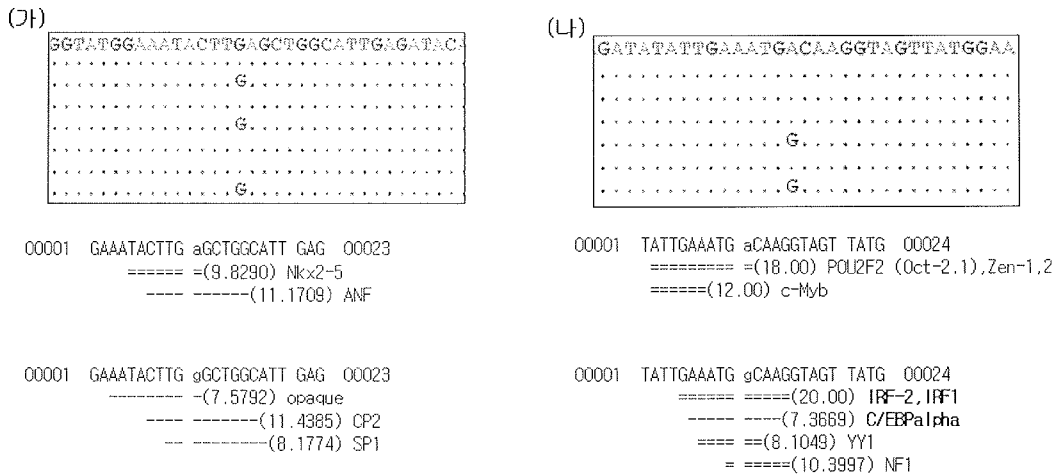 (가)
GGTATGGAAATACTTGAGCTGGCATTGAGATACA
G
G
G
00001 GAAATACTTG aGCTGGCATT GAG 00023
====== =(9.8290) Nkx2-5
---- -------(11.1709) ANF
00001 GAAATACTTG gGCTGGCATT GAG 00023
-------- -(7.5792) opaque
---- -------(11.4385) CP2
-- --------(8.1774) SP1
(나)
GATATATTGAAATGACAAGGTAGTTATGGAA
G
G
00001 TATTGAAATG aCAAGGTAGT TATG 00024
========= =(18.00) POU2F2 (Oct-2.1),Zen-1,2
======(12.00) c-Myb
00001 TATTGAAATG gCAAGGTAGT TATG 00024
====== =====(20.00) IRF-2,IRF1
----- ----(7.3669) C/EBPalpha
==== ==(8.1049) YY1
= =====(10.3997) NF1